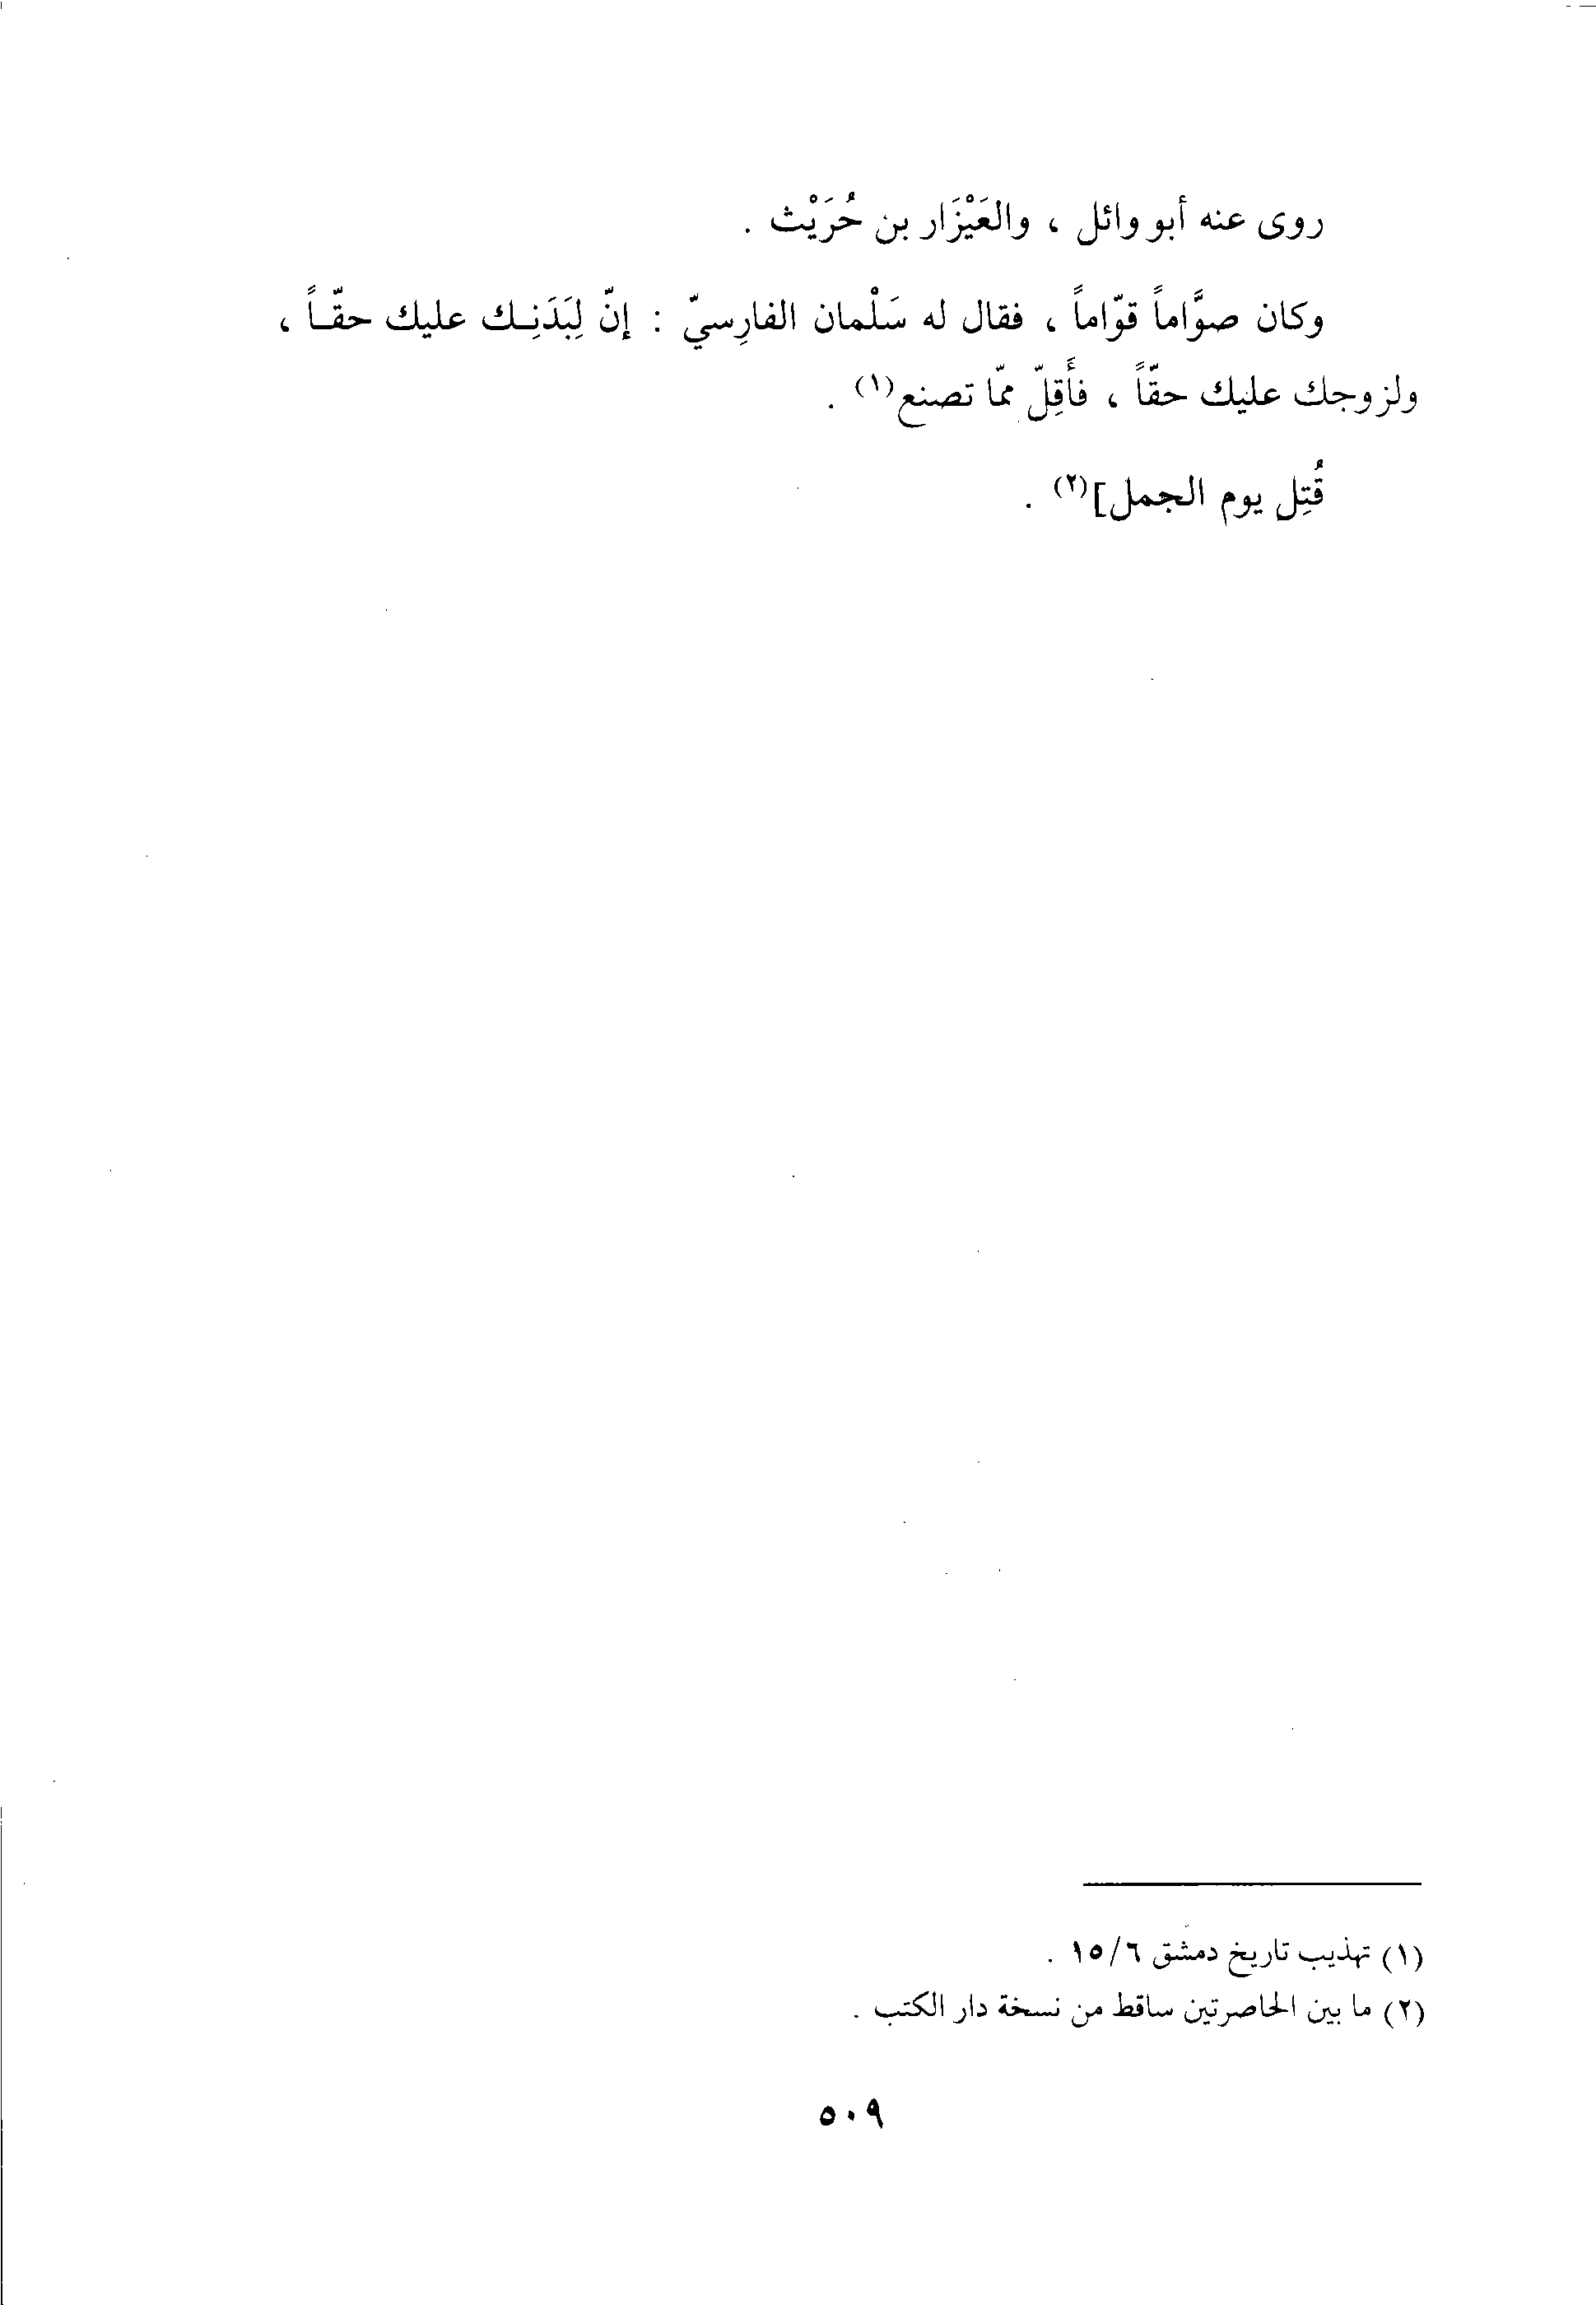 روى عنه أبو وائل ، والعَيْزَار بن حُرَيْث .
وكان صوَّاماً قوّاماً ، فقال له سَلْمان الفارِسيّ : إنّ لِبَدَنِـك عليك حقّـاً ،
ولزوجك عليك حقّاً ، فأَقِلّ ممّا تصنع(١) .
قُتِل يوم الجمل](٢) .
(١) تهذيب تاريخ دمشق ١٥/٦ .
(٢) ما بين الحاصرتين ساقط من نسخة دار الكتب .
٥٠٩